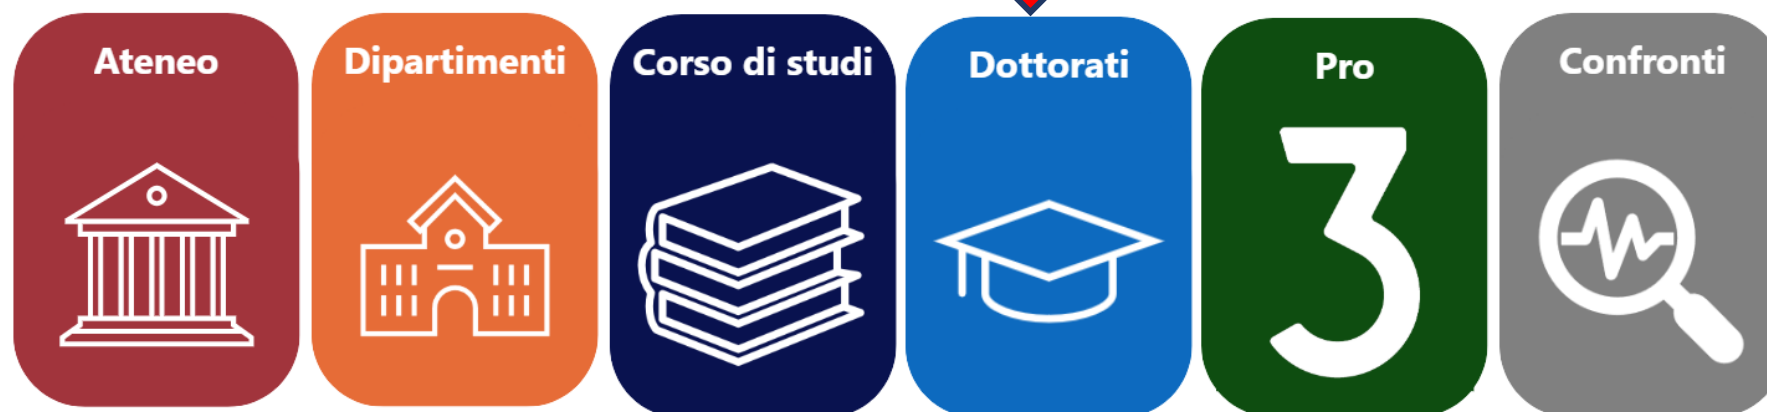 Ateneo
Dipartimenti
Corso di studi
Dottorati
Pro
3
Confronti